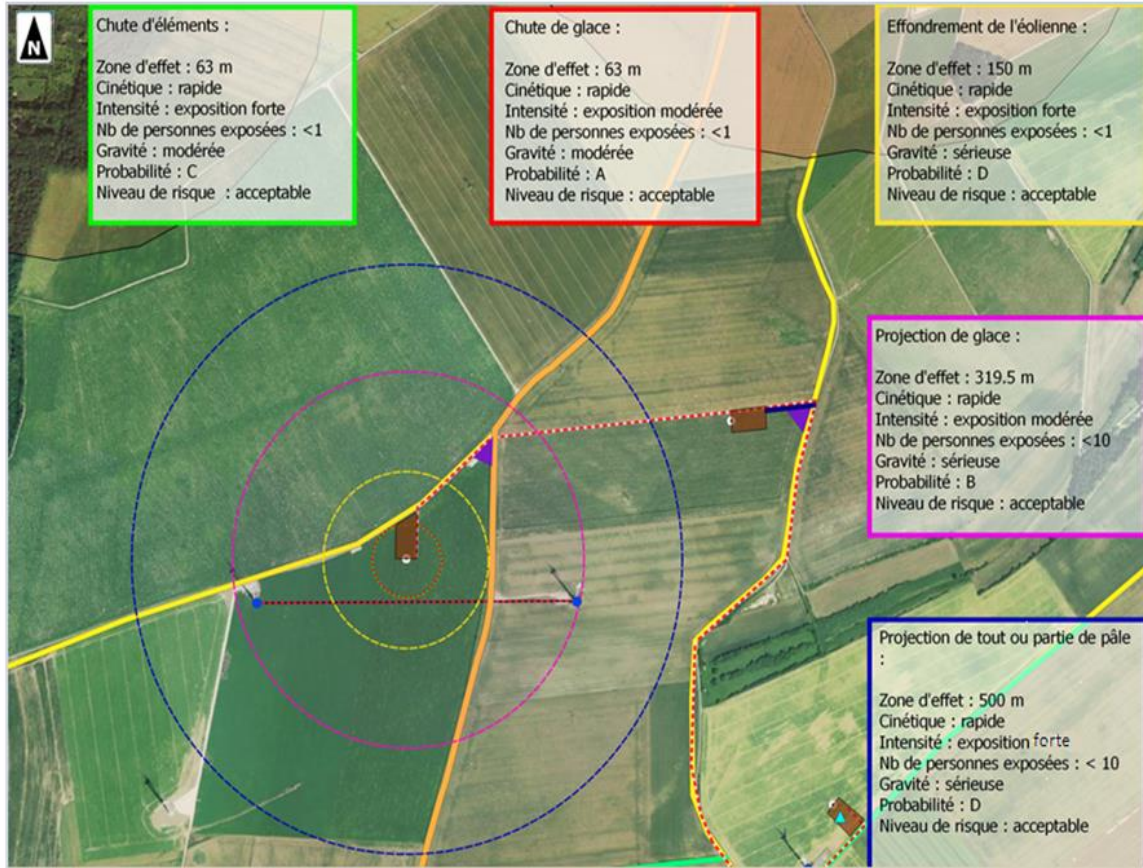 N
Chute d'éléments :
Zone d'effet : 63 m
Cinétique : rapide
Intensité : exposition forte
Nb de personnes exposées : <1
Gravité : modérée
Probabilité : C
Niveau de risque : acceptable
Chute de glace :
Zone d'effet : 63 m
Cinétique : rapide
Intensité : exposition modérée
Nb de personnes exposées : <1
Gravité : modérée
Probabilité : A
Niveau de risque : acceptable
Effondrement de l'éolienne :
Zone d'effet : 150 m
Cinétique : rapide
Intensité : exposition forte
Nb de personnes exposées : <1
Gravité : sérieuse
Probabilité : D
Niveau de risque : acceptable
Projection de glace :
Zone d'effet : 319.5 m
Cinétique : rapide
Intensité : exposition modérée
Nb de personnes exposées : <10
Gravité : sérieuse
Probabilité : B
Niveau de risque : acceptable
Projection de tout ou partie de pâle
:
Zone d'effet : 500 m
Cinétique : rapide
Intensité : exposition forte
Nb de personnes exposées : < 10
Gravité : sérieuse
Probabilité : D
Niveau de risque : acceptable